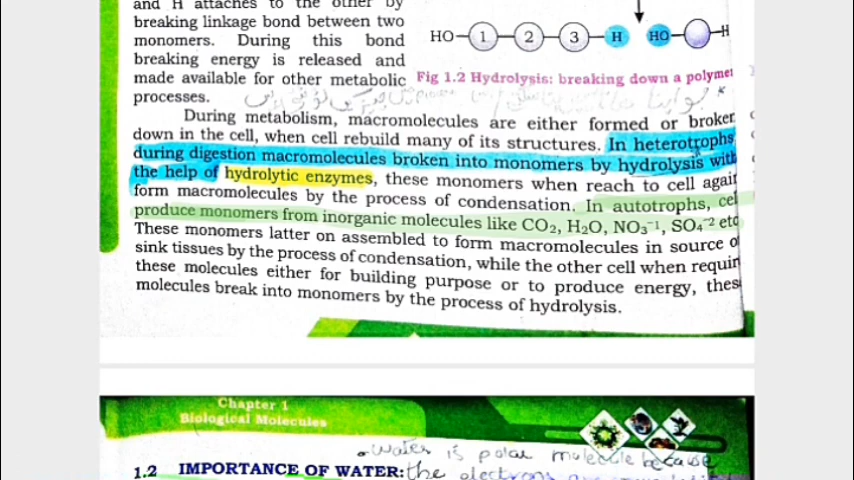 and H attaches to the other by
breaking linkage bond between two
monomers. During this bond
breaking energy is released and
made available for other metabolic
processes.
HO 1 2 3 H HO H
Fig 1.2 Hydrolysis: breaking down a polymer
During metabolism, macromolecules are either formed or broken
down in the cell, when cell rebuild many of its structures. In heterotrophs
during digestion macromolecules broken into monomers by hydrolysis with
the help of hydrolytic enzymes, these monomers when reach to cell again
form macromolecules by the process of condensation. In autotrophs, cel
produce monomers from inorganic molecules like CO₂, H₂O, NO₃⁻¹, SO₄⁻² etc
These monomers latter on assembled to form macromolecules in source o
sink tissues by the process of condensation, while the other cell when requir
these molecules either for building purpose or to produce energy, thes
molecules break into monomers by the process of hydrolysis.
Chapter 1
Biological Molecules
water is polar molecule because
1.2 IMPORTANCE OF WATER: the electrons are